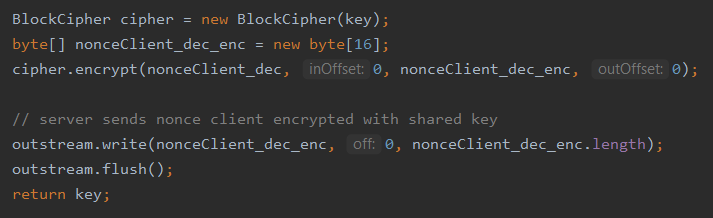 BlockCipher cipher = new BlockCipher(key);
byte[] nonceClient_dec_enc = new byte[16];
cipher.encrypt(nonceClient_dec, inOffset: 0, nonceClient_dec_enc, outOffset: 0);
// server sends nonce client encrypted with shared key
outstream.write(nonceClient_dec_enc, off: 0, nonceClient_dec_enc.length);
outstream.flush();
return key;